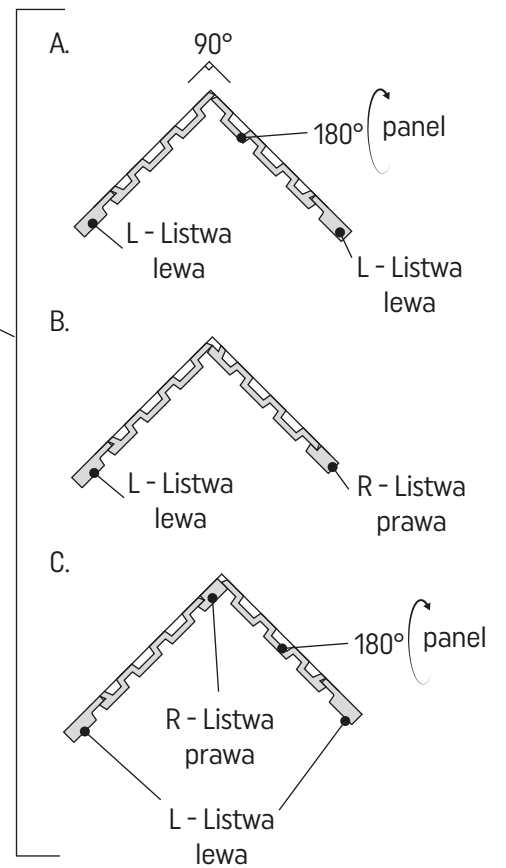 A.
90°
180° panel
L - Listwa
lewa
L - Listwa
lewa
B.
L - Listwa
lewa
R - Listwa
prawa
C.
180° panel
R - Listwa
prawa
L - Listwa
lewa